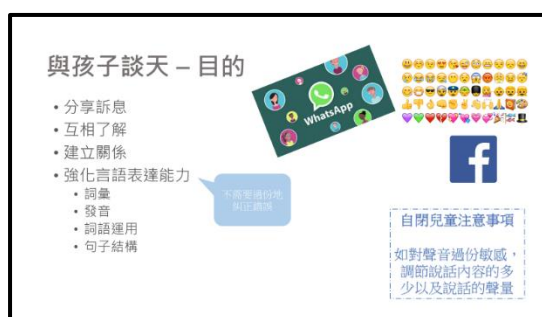 與孩子談天 – 目的
• 分享訊息
• 互相了解
• 建立關係
• 強化言語表達能力
• 詞彙
• 發音
• 詞語運用
• 句子結構
不需要過份地
糾正錯誤
WhatsApp
f
自閉兒童注意事項
如對聲音過份敏感，
調節說話內容的多
少以及說話的聲量